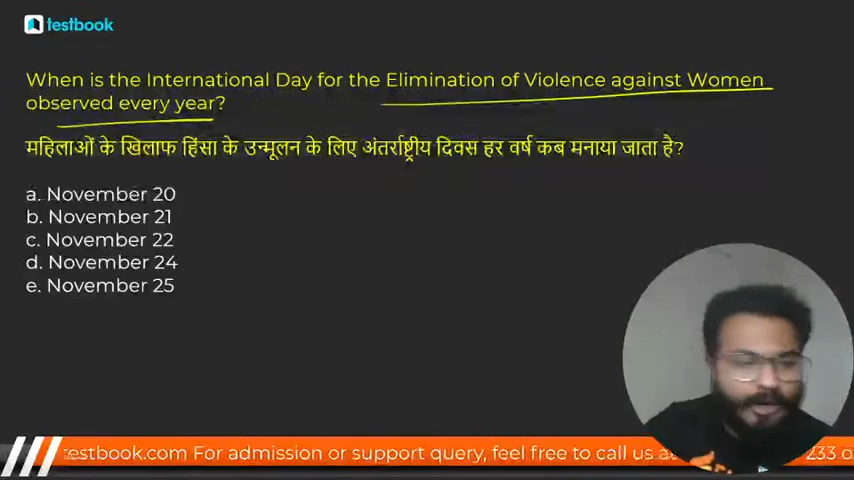 testbook
When is the International Day for the Elimination of Violence against Women
observed every year?
महिलाओं के खिलाफ हिंसा के उन्मूलन के लिए अंतर्राष्ट्रीय दिवस हर वर्ष कब मनाया जाता है?
a. November 20
b. November 21
c. November 22
d. November 24
e. November 25
testbook.com For admission or support query, feel free to call us a 233 o